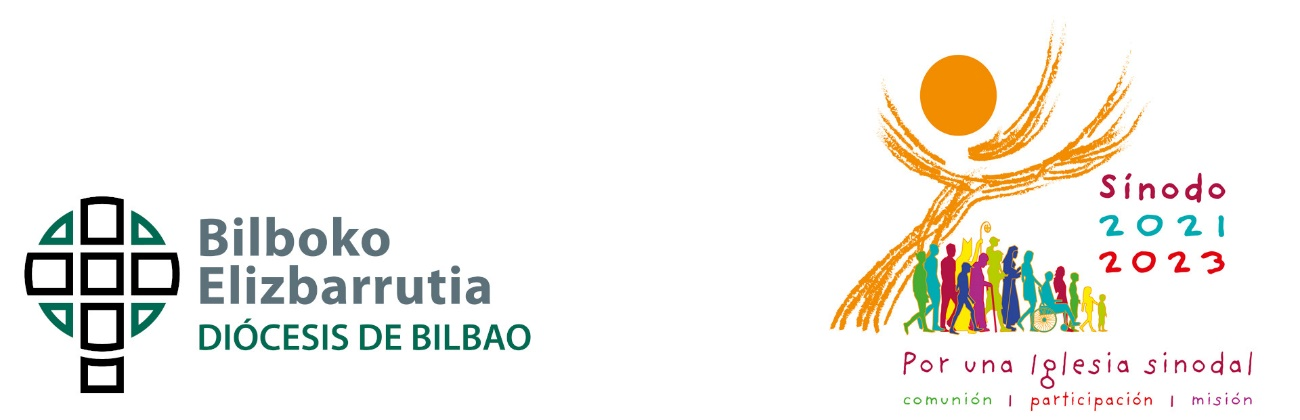 Bilboko
Elizbarrutia
DIÓCESIS DE BILBAO
Sínodo
2021
2023
Por una Iglesia sinodal
comunión | participación | misión